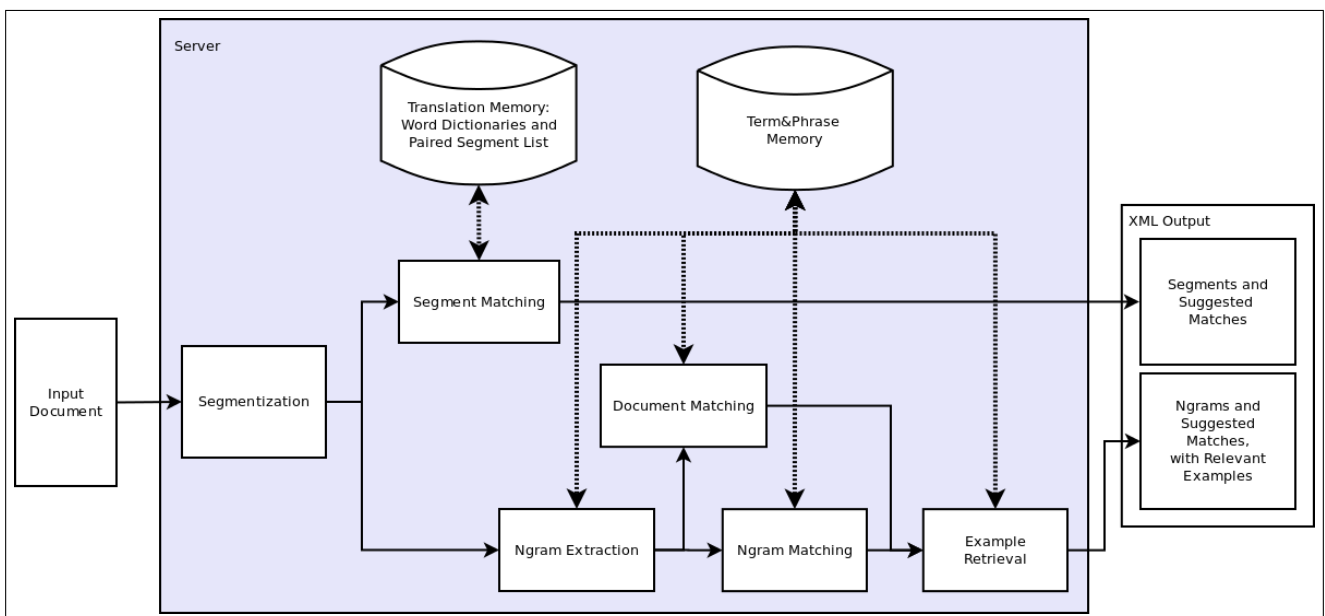 Server
Translation Memory:
Word Dictionaries and
Paired Segment List
Term&Phrase
Memory
XML Output
Segment Matching
Segments and
Suggested
Matches
Input
Document
Segmentization
Document Matching
Ngrams and
Suggested
Matches,
with Relevant
Examples
Ngram Extraction
Ngram Matching
Example
Retrieval